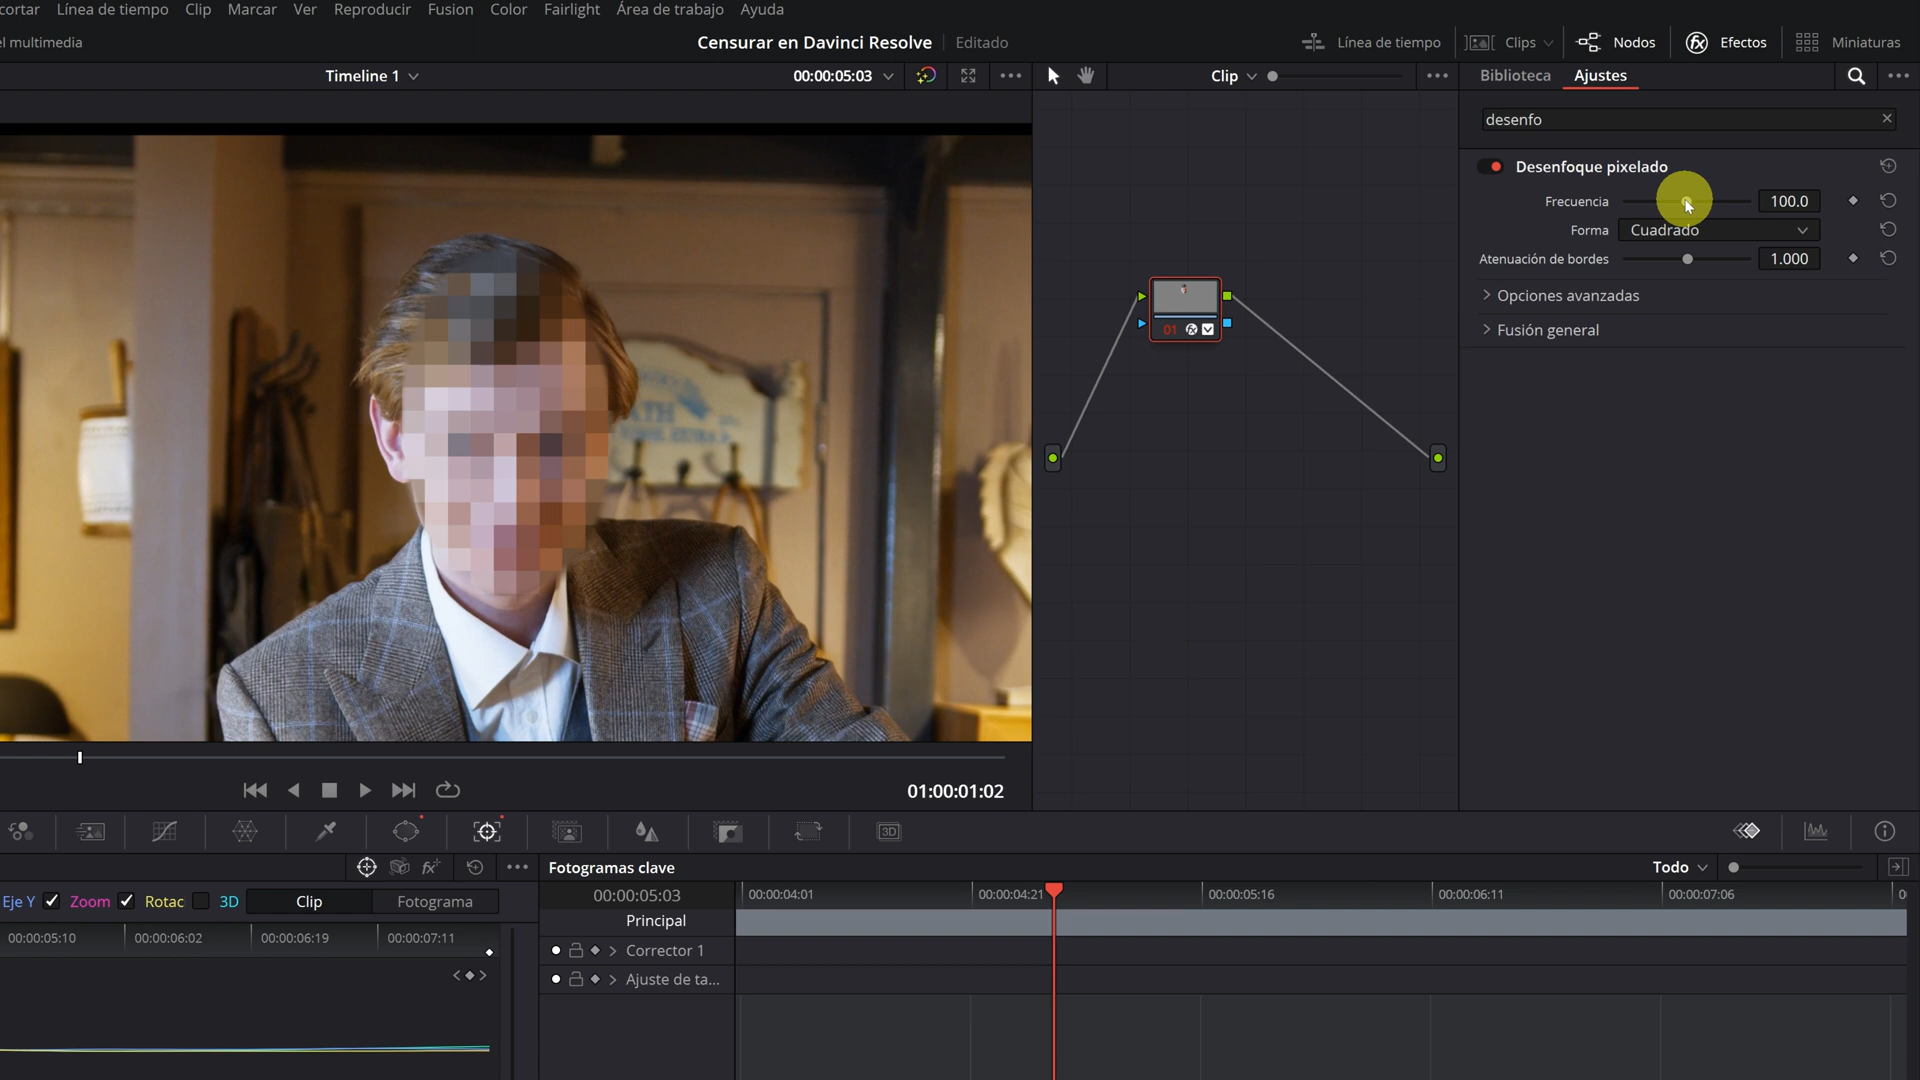 cortar Línea de tiempo Clip Marcar Ver Reproducir Fusion Color Fairlight Área de trabajo Ayuda
el multimedia Censurar en Davinci Resolve Editado Línea de tiempo Clips Nodos Efectos Miniaturas
Timeline 1 00:00:05:03 Clip Biblioteca Ajustes
desenfo
Desenfoque pixelado
Frecuencia 100.0
Forma Cuadrado
Atenuación de bordes 1.000
Opciones avanzadas
Fusión general
01
01:00:01:02
3D
Fotogramas clave Todo
Eje Y Zoom Rotac 3D Clip Fotograma
00:00:05:03 00:00:04:01 00:00:04:21 00:00:05:16 00:00:06:11 00:00:07:06
Principal
00:00:05:10 00:00:06:02 00:00:06:19 00:00:07:11
Corrector 1
Ajuste de ta...